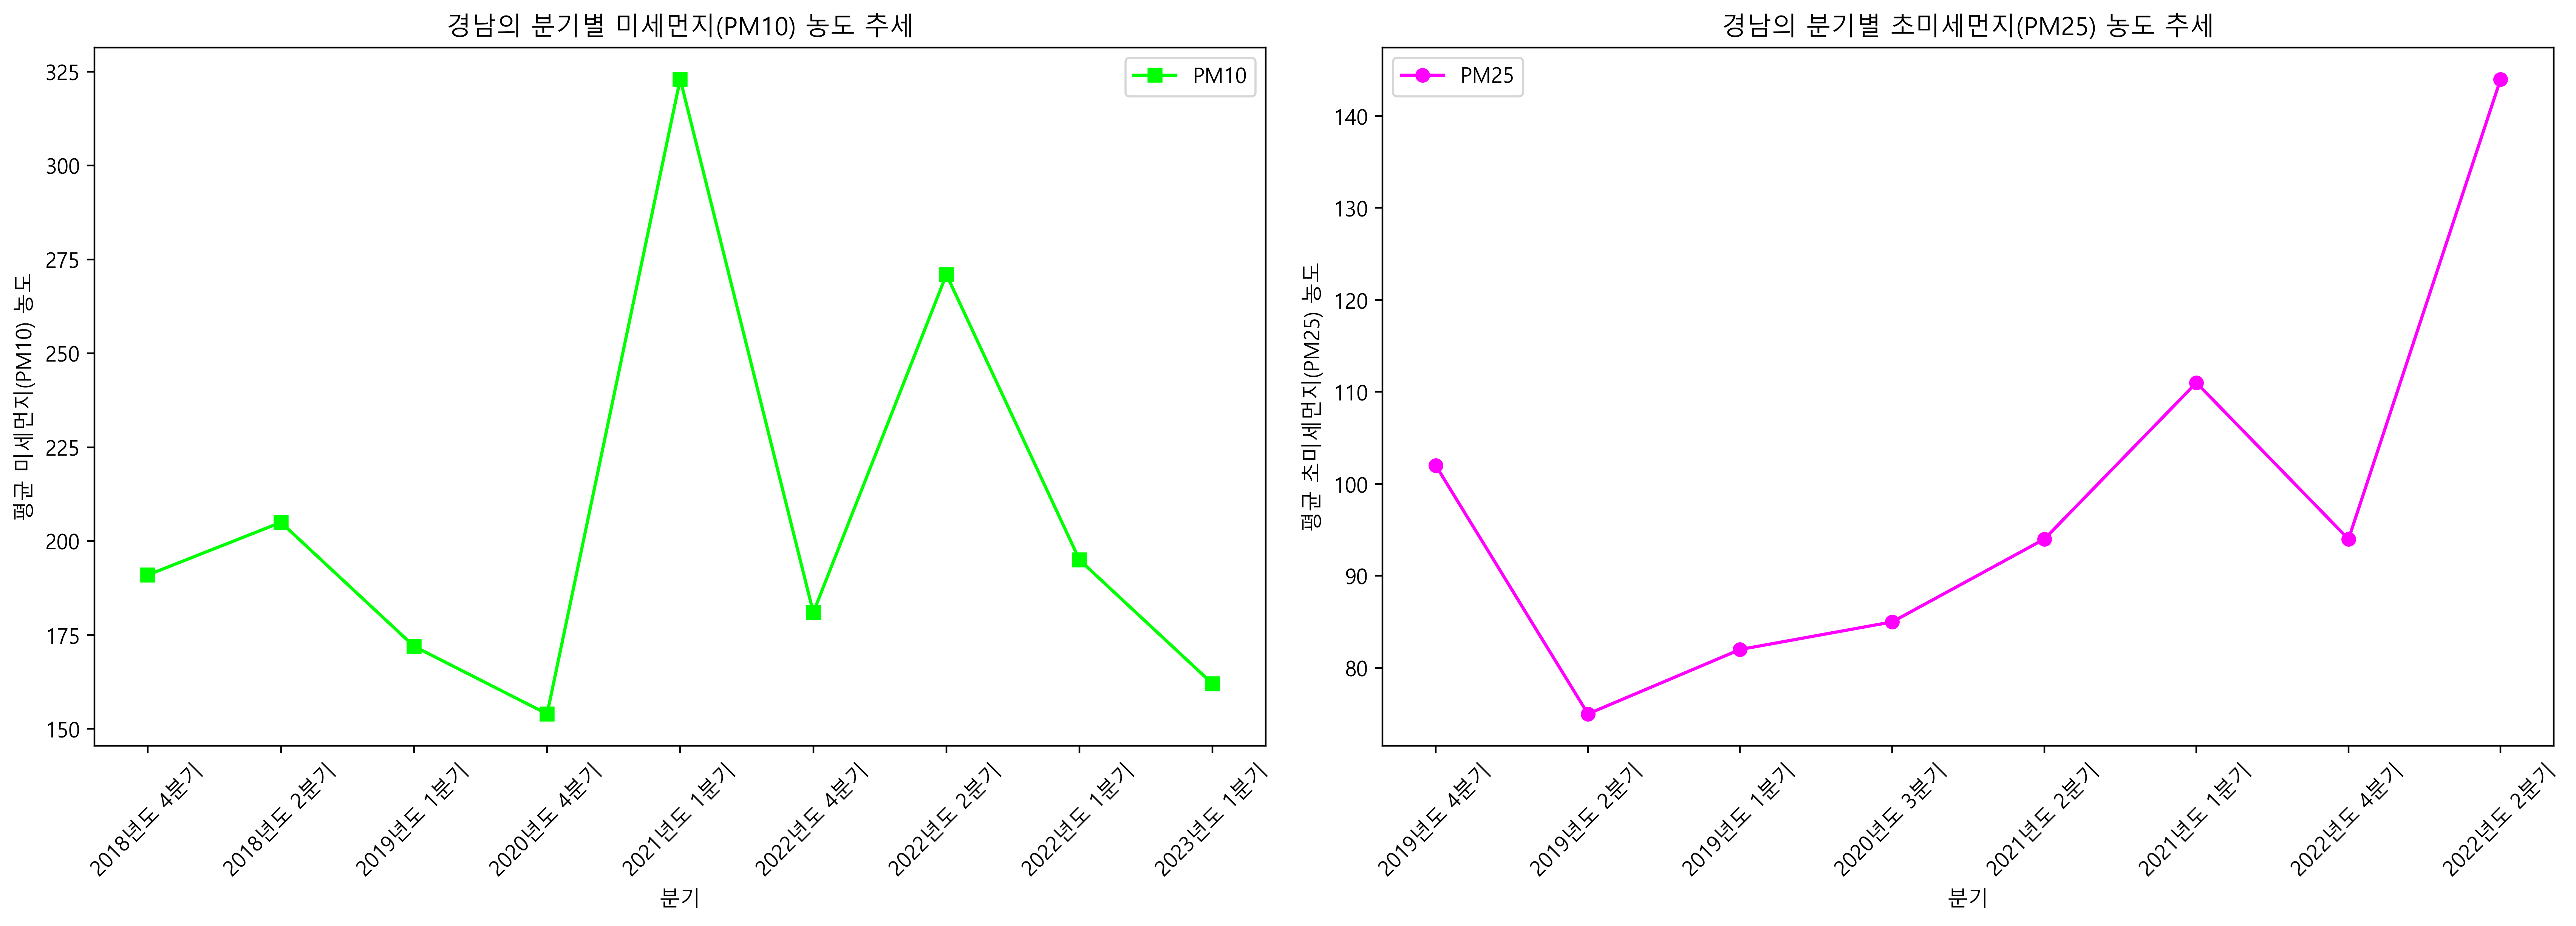 경남의 분기별 미세먼지(PM10) 농도 추세
PM10
평균 미세먼지(PM10) 농도
325
300
275
250
225
200
175
150
2018년도 4분기
2018년도 2분기
2019년도 1분기
2020년도 4분기
2021년도 1분기
2022년도 4분기
2022년도 2분기
2022년도 1분기
2023년도 1분기
분기
경남의 분기별 초미세먼지(PM25) 농도 추세
PM25
평균 초미세먼지(PM25) 농도
140
130
120
110
100
90
80
2019년도 4분기
2019년도 2분기
2019년도 1분기
2020년도 3분기
2021년도 2분기
2021년도 1분기
2022년도 4분기
2022년도 2분기
분기